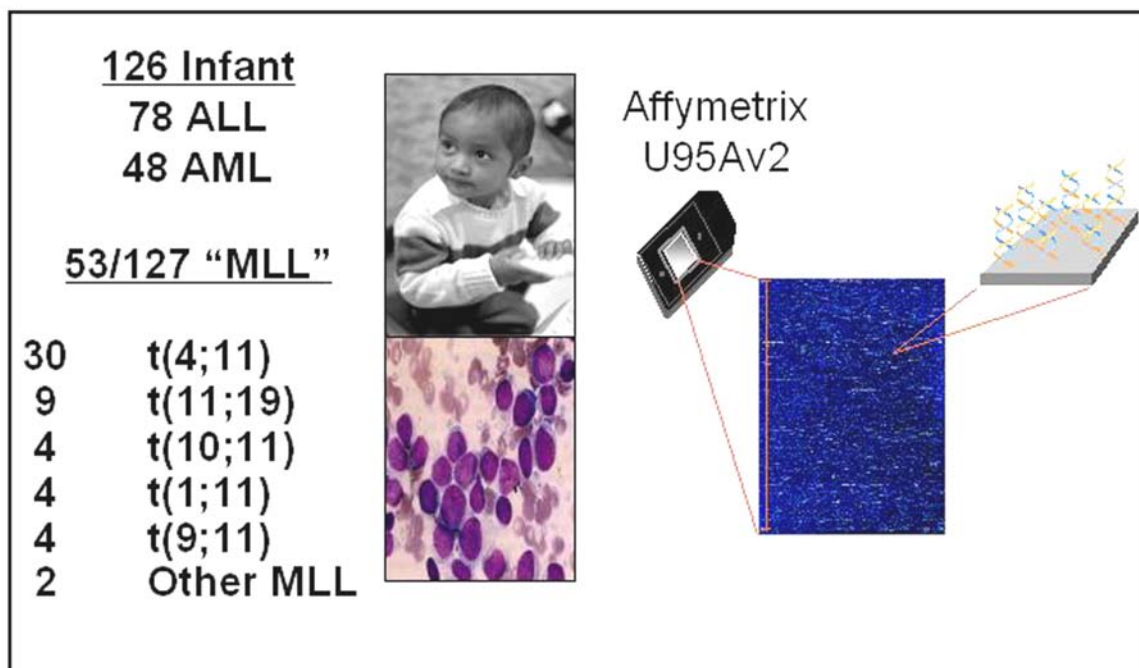 126 Infant
78 ALL
48 AML
53/127 “MLL”
30 t(4;11)
9 t(11;19)
4 t(10;11)
4 t(1;11)
4 t(9;11)
2 Other MLL
Affymetrix
U95Av2